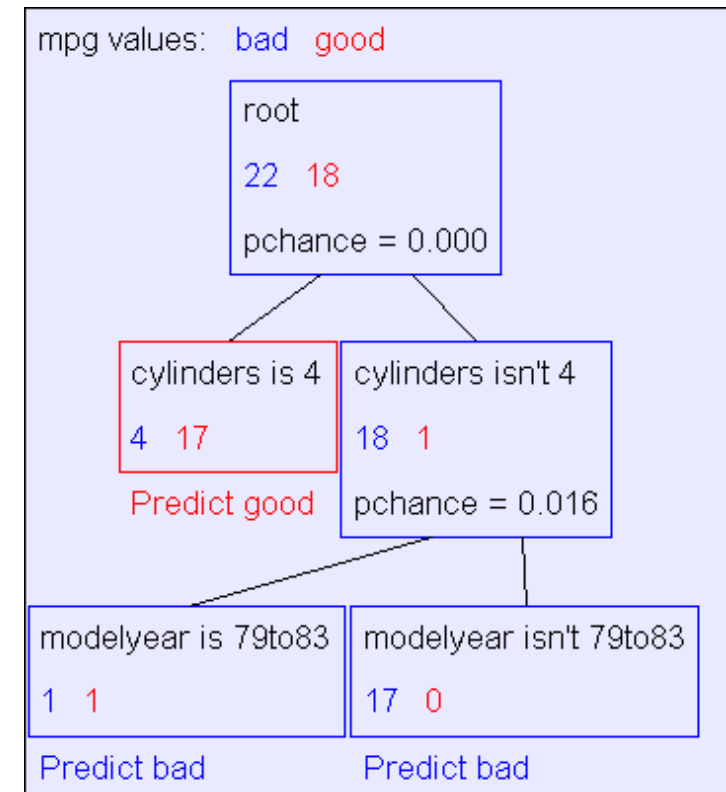 mpg values: bad good
root
22 18
pchance = 0.000
cylinders is 4
4 17
Predict good
cylinders isn't 4
18 1
pchance = 0.016
modelyear is 79to83
1 1
Predict bad
modelyear isn't 79to83
17 0
Predict bad